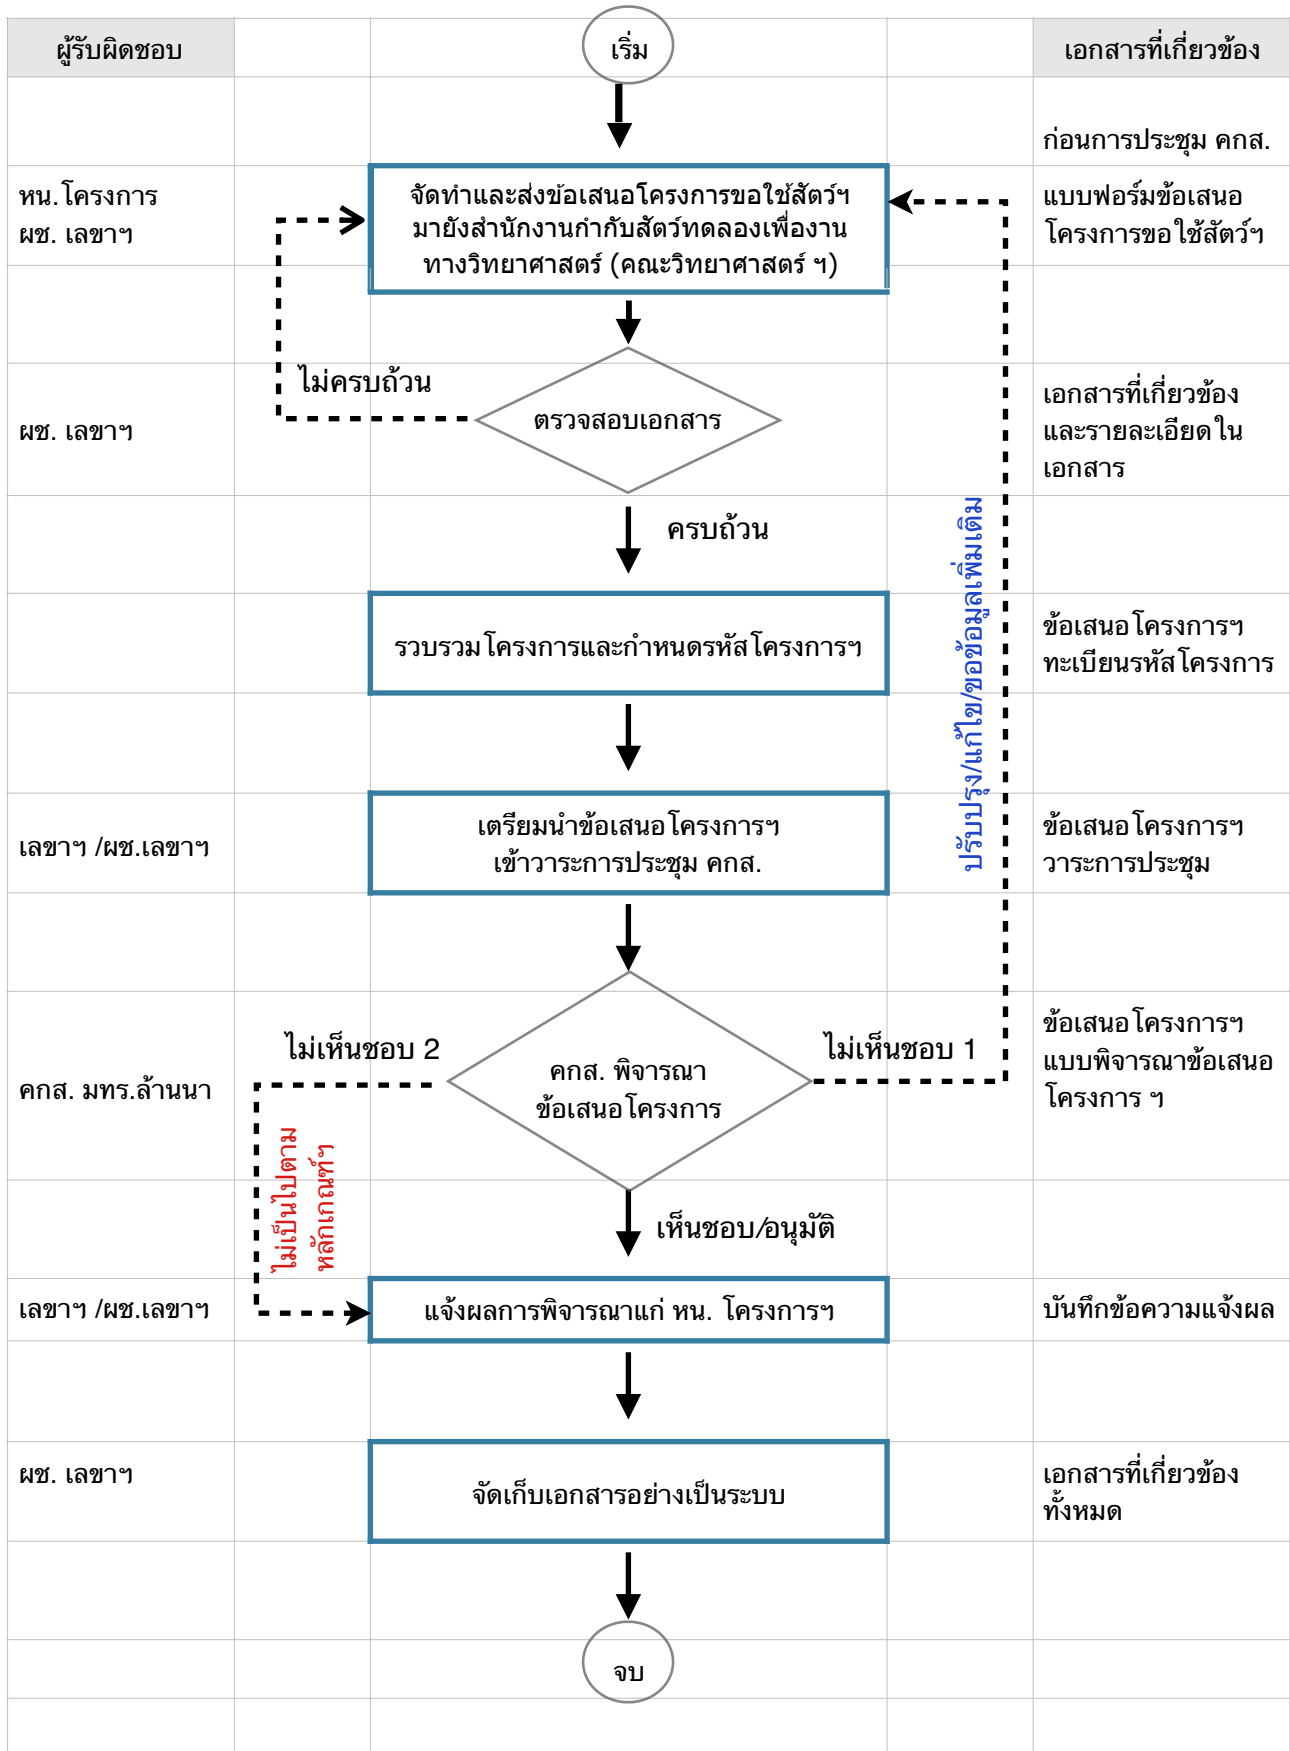 ผู้รับผิดชอบ
เริ่ม
เอกสารที่เกี่ยวข้อง
ก่อนการประชุม คกส.
หน.โครงการ
ผช. เลขาฯ
จัดทำและส่งข้อเสนอโครงการขอใช้สัตว์ฯ
มายังสำนักงานกำกับสัตว์ทดลองเพื่องาน
ทางวิทยาศาสตร์ (คณะวิทยาศาสตร์ ฯ)
แบบฟอร์มข้อเสนอ
โครงการขอใช้สัตว์ฯ
ไม่ครบถ้วน
ผช. เลขาฯ
ตรวจสอบเอกสาร
เอกสารที่เกี่ยวข้อง
และรายละเอียดใน
เอกสาร
ครบถ้วน
ปรับปรุง/แก้ไข/ขอข้อมูลเพิ่มเติม
รวบรวมโครงการและกำหนดรหัสโครงการฯ
ข้อเสนอโครงการฯ
ทะเบียนรหัสโครงการ
เลขาฯ /ผช.เลขาฯ
เตรียมนำข้อเสนอโครงการฯ
เข้าวาระการประชุม คกส.
ข้อเสนอโครงการฯ
วาระการประชุม
ไม่เห็นชอบ 2
ไม่เห็นชอบ 1
คกส. มทร.ล้านนา
คกส. พิจารณา
ข้อเสนอโครงการ
ข้อเสนอโครงการฯ
แบบพิจารณาข้อเสนอ
โครงการ ฯ
ไม่เป็นไปตาม
หลักเกณฑ์ฯ
เห็นชอบ/อนุมัติ
เลขาฯ /ผช.เลขาฯ
แจ้งผลการพิจารณาแก่ หน. โครงการฯ
บันทึกข้อความแจ้งผล
ผช. เลขาฯ
จัดเก็บเอกสารอย่างเป็นระบบ
เอกสารที่เกี่ยวข้อง
ทั้งหมด
จบ